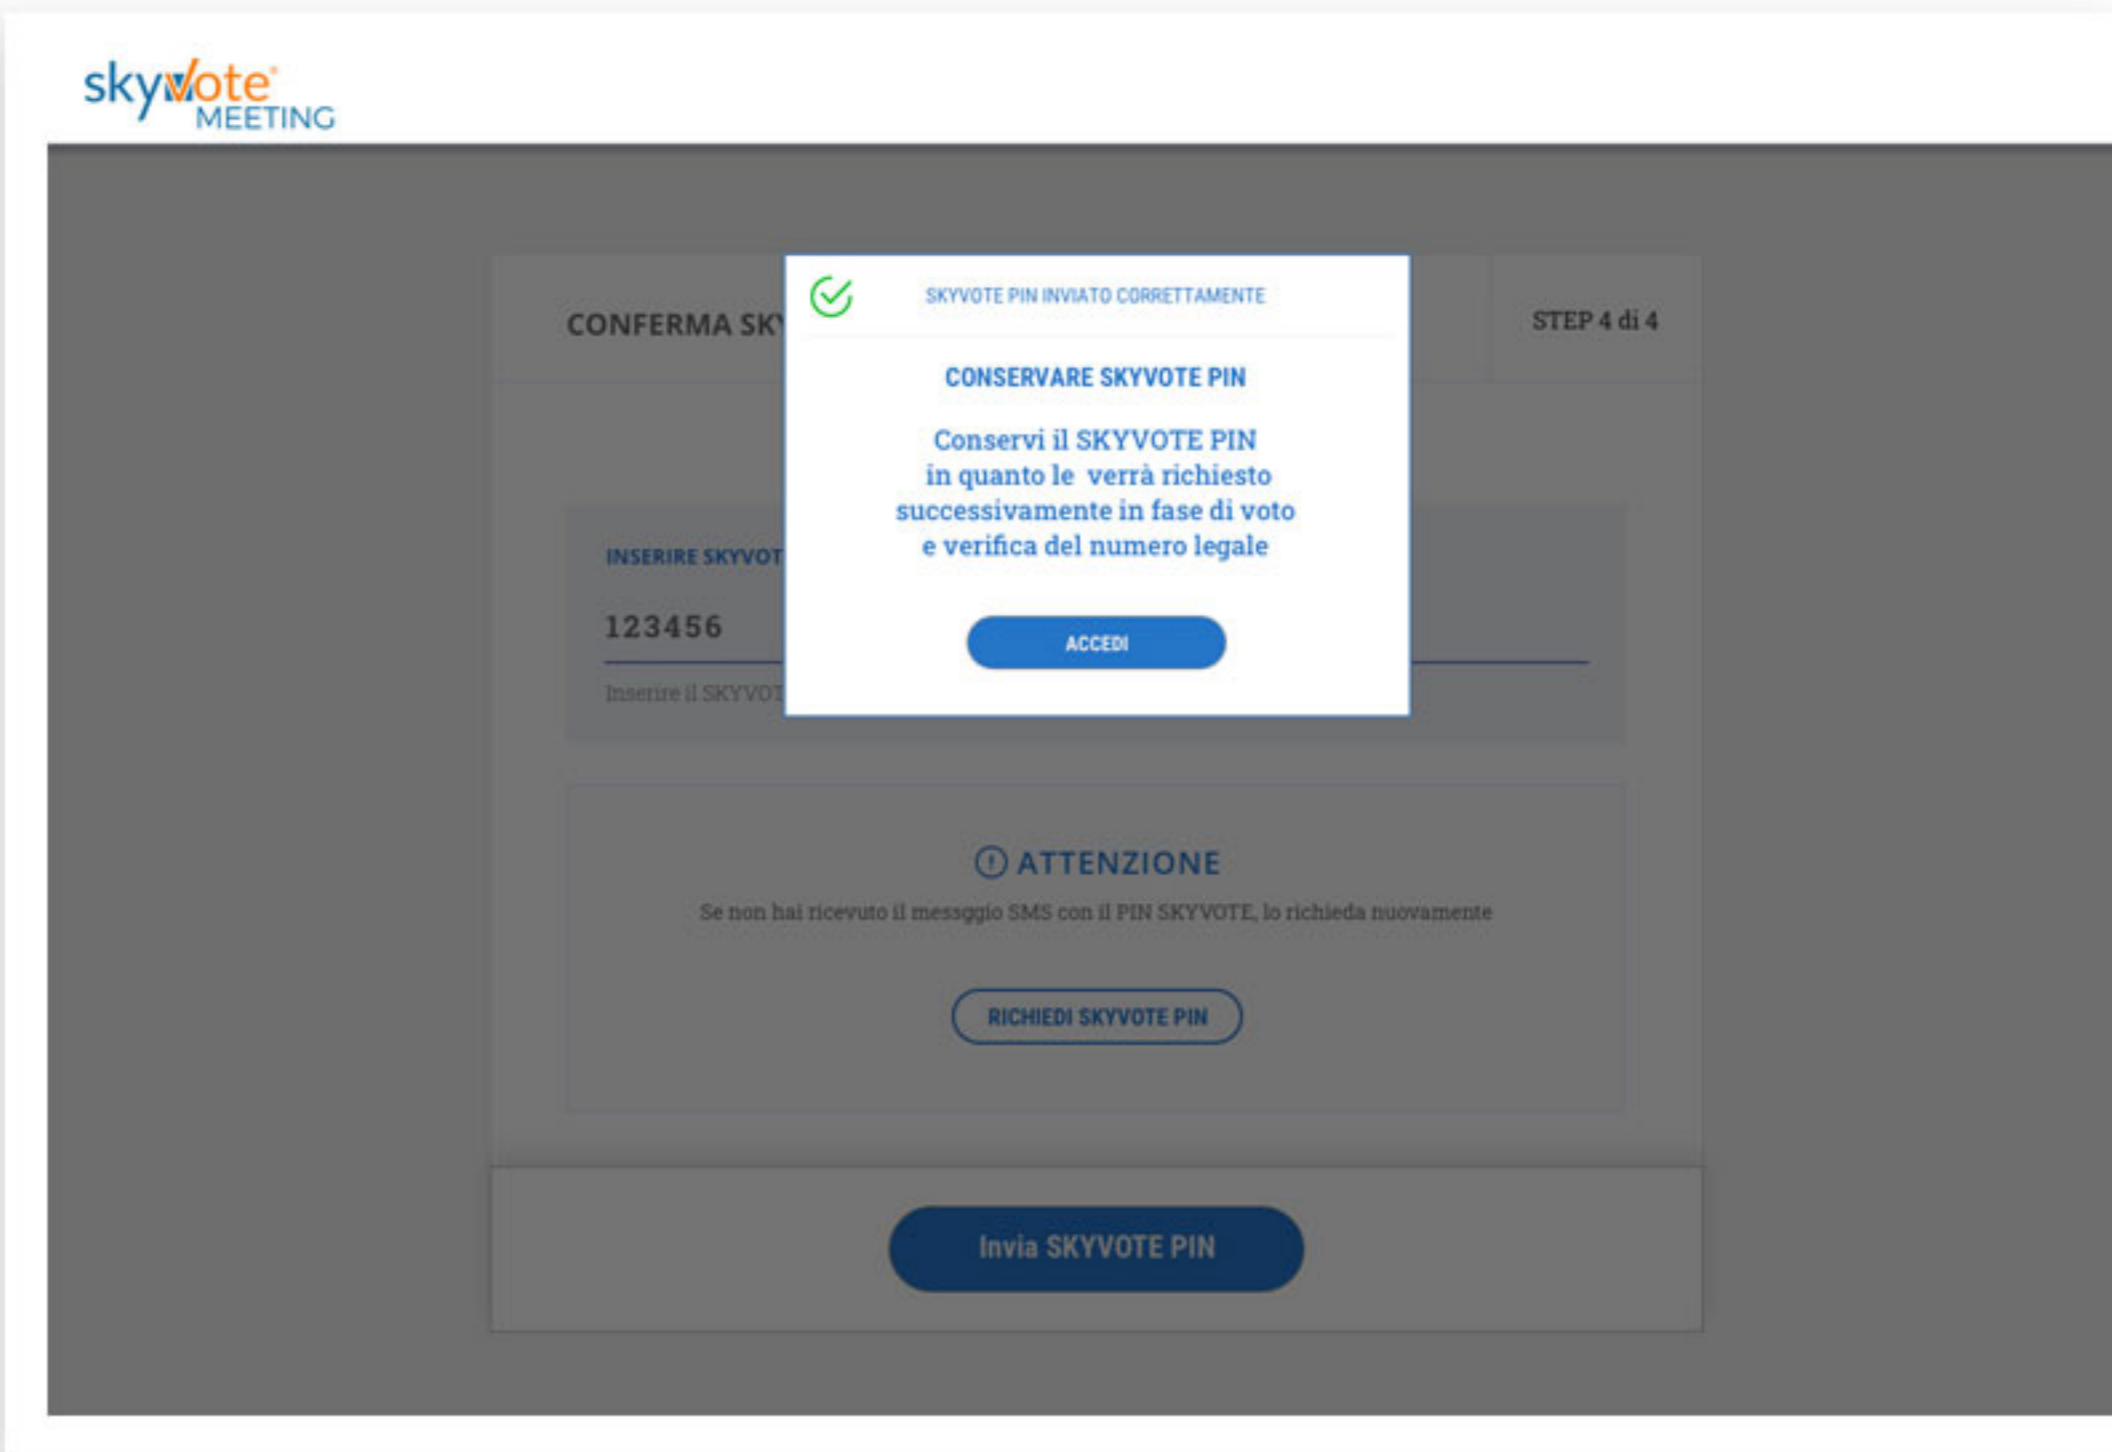 skyvote
MEETING
CONFERMA SKY
STEP 4 di 4
SKYVOTE PIN INVIATO CORRETTAMENTE
CONSERVARE SKYVOTE PIN
Conservi il SKYVOTE PIN
in quanto le verrà richiesto
successivamente in fase di voto
e verifica del numero legale
ACCEDI
INSERIRE SKYVOT
123456
Inserire il SKYVOT
ATTENZIONE
Se non hai ricevuto il messggio SMS con il PIN SKYVOTE, lo richieda nuovamente
RICHIEDI SKYVOTE PIN
Invia SKYVOTE PIN